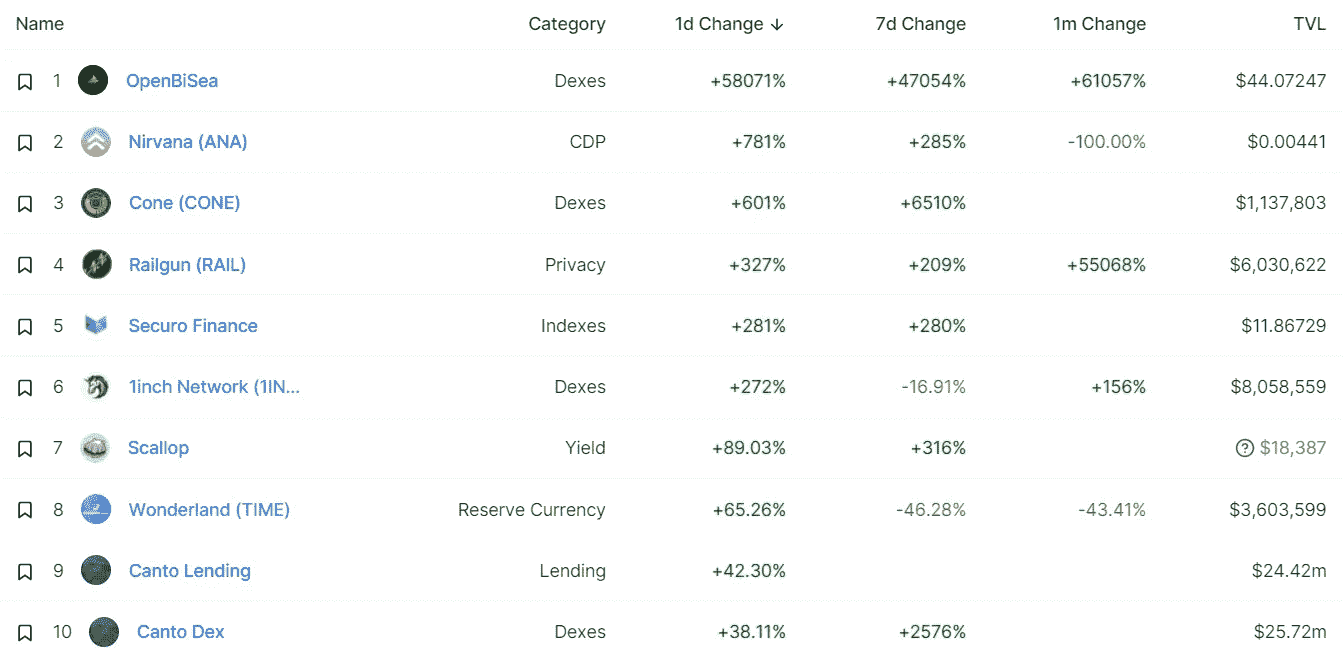 Name Category 1d Change ↓ 7d Change 1m Change TVL
1 OpenBiSea Dexes +58071% +47054% +61057% $44.07247
2 Nirvana (ANA) CDP +781% +285% -100.00% $0.00441
3 Cone (CONE) Dexes +601% +6510% $1,137,803
4 Railgun (RAIL) Privacy +327% +209% +55068% $6,030,622
5 Securo Finance Indexes +281% +280% $11.86729
6 1inch Network (1IN... Dexes +272% -16.91% +156% $8,058,559
7 Scallop Yield +89.03% +316% ? $18,387
8 Wonderland (TIME) Reserve Currency +65.26% -46.28% -43.41% $3,603,599
9 Canto Lending Lending +42.30% $24.42m
10 Canto Dex Dexes +38.11% +2576% $25.72m